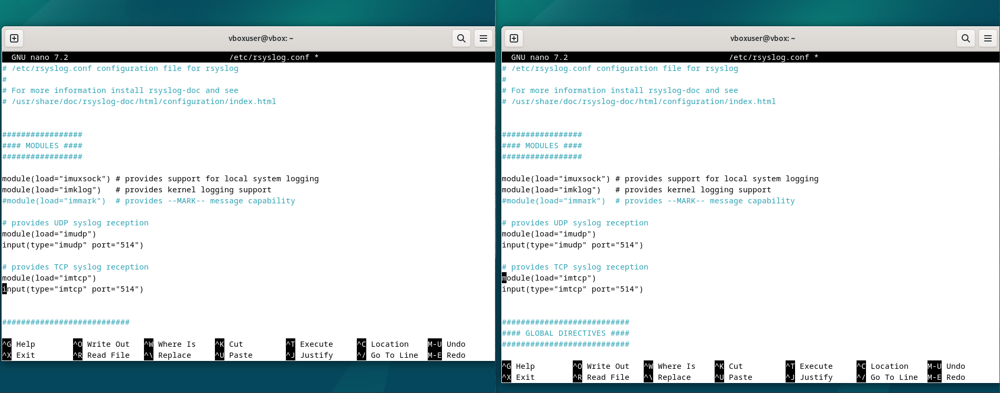 vboxuser@vbox: ~
GNU nano 7.2 /etc/rsyslog.conf *
# /etc/rsyslog.conf configuration file for rsyslog
#
# For more information install rsyslog-doc and see
# /usr/share/doc/rsyslog-doc/html/configuration/index.html
#################
#### MODULES ####
#################
module(load="imuxsock") # provides support for local system logging
module(load="imklog")   # provides kernel logging support
#module(load="immark")  # provides --MARK-- message capability
# provides UDP syslog reception
module(load="imudp")
input(type="imudp" port="514")
# provides TCP syslog reception
module(load="imtcp")
input(type="imtcp" port="514")
###########################
^G Help ^O Write Out ^W Where Is ^K Cut ^T Execute ^C Location M-U Undo
^X Exit ^R Read File ^\ Replace ^U Paste ^J Justify ^/ Go To Line M-E Redo
vboxuser@vbox: ~
GNU nano 7.2 /etc/rsyslog.conf *
# /etc/rsyslog.conf configuration file for rsyslog
#
# For more information install rsyslog-doc and see
# /usr/share/doc/rsyslog-doc/html/configuration/index.html
#################
#### MODULES ####
#################
module(load="imuxsock") # provides support for local system logging
module(load="imklog")   # provides kernel logging support
#module(load="immark")  # provides --MARK-- message capability
# provides UDP syslog reception
module(load="imudp")
input(type="imudp" port="514")
# provides TCP syslog reception
module(load="imtcp")
input(type="imtcp" port="514")
###########################
#### GLOBAL DIRECTIVES ####
###########################
^G Help ^O Write Out ^W Where Is ^K Cut ^T Execute ^C Location M-U Undo
^X Exit ^R Read File ^\ Replace ^U Paste ^J Justify ^/ Go To Line M-E Redo